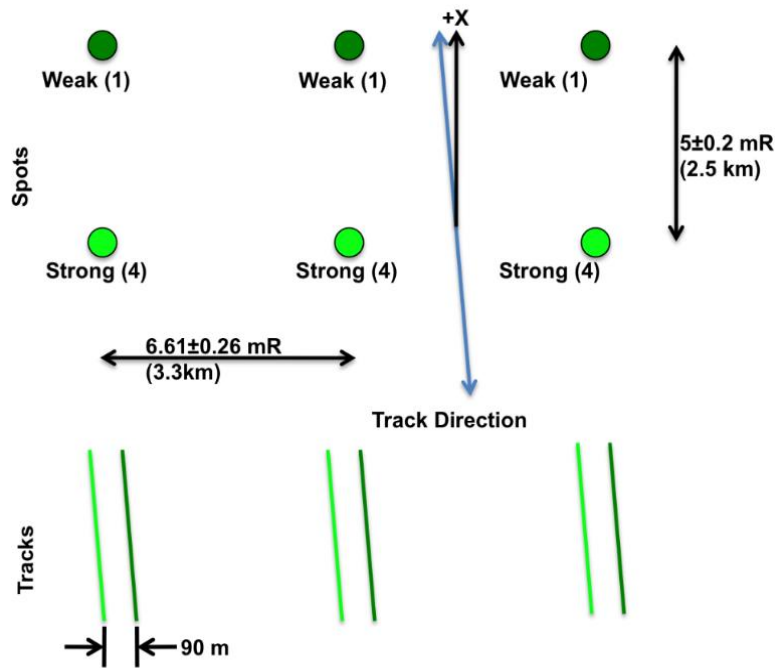 +X
Weak (1)
Weak (1)
Weak (1)
5±0.2 mR
(2.5 km)
Spots
Strong (4)
Strong (4)
Strong (4)
6.61±0.26 mR
(3.3km)
Track Direction
Tracks
90 m